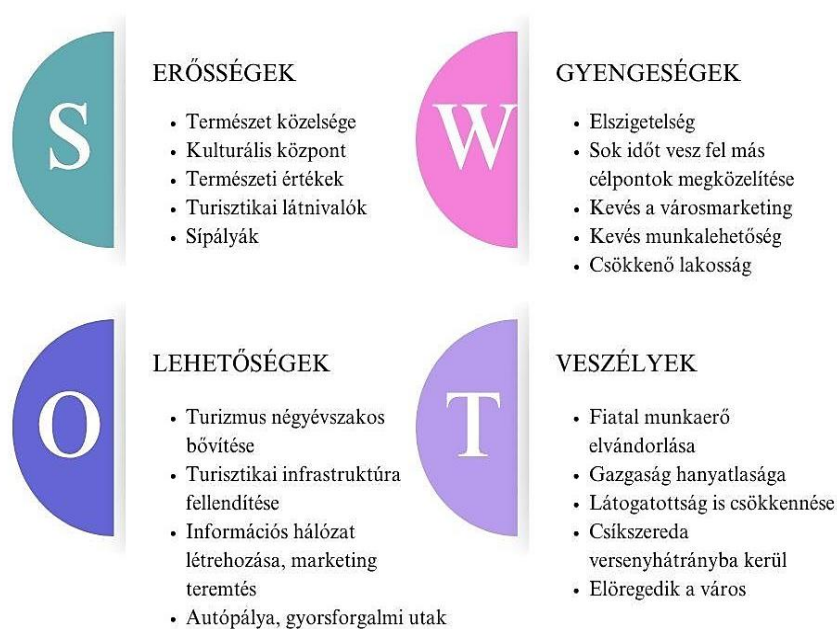 S
ERŐSSÉGEK
• Természet közelsége
• Kulturális központ
• Természeti értékek
• Turisztikai látnivalók
• Sípályák
W
GYENGESÉGEK
• Elszigetelség
• Sok időt vesz fel más
célpontok megközelítése
• Kevés a városmarketing
• Kevés munkalehetőség
• Csökkenő lakosság
O
LEHETŐSÉGEK
• Turizmus négyévszakos
bővítése
• Turisztikai infrastruktúra
fellendítése
• Információs hálózat
létrehozása, marketing
teremtés
• Autópálya, gyorsforgalmi utak
T
VESZÉLYEK
• Fiatal munkaerő
elvándorlása
• Gazgaság hanyatlasága
• Látogatottság is csökkennése
• Csíkszereda
versenyhátrányba kerül
• Elöregedik a város